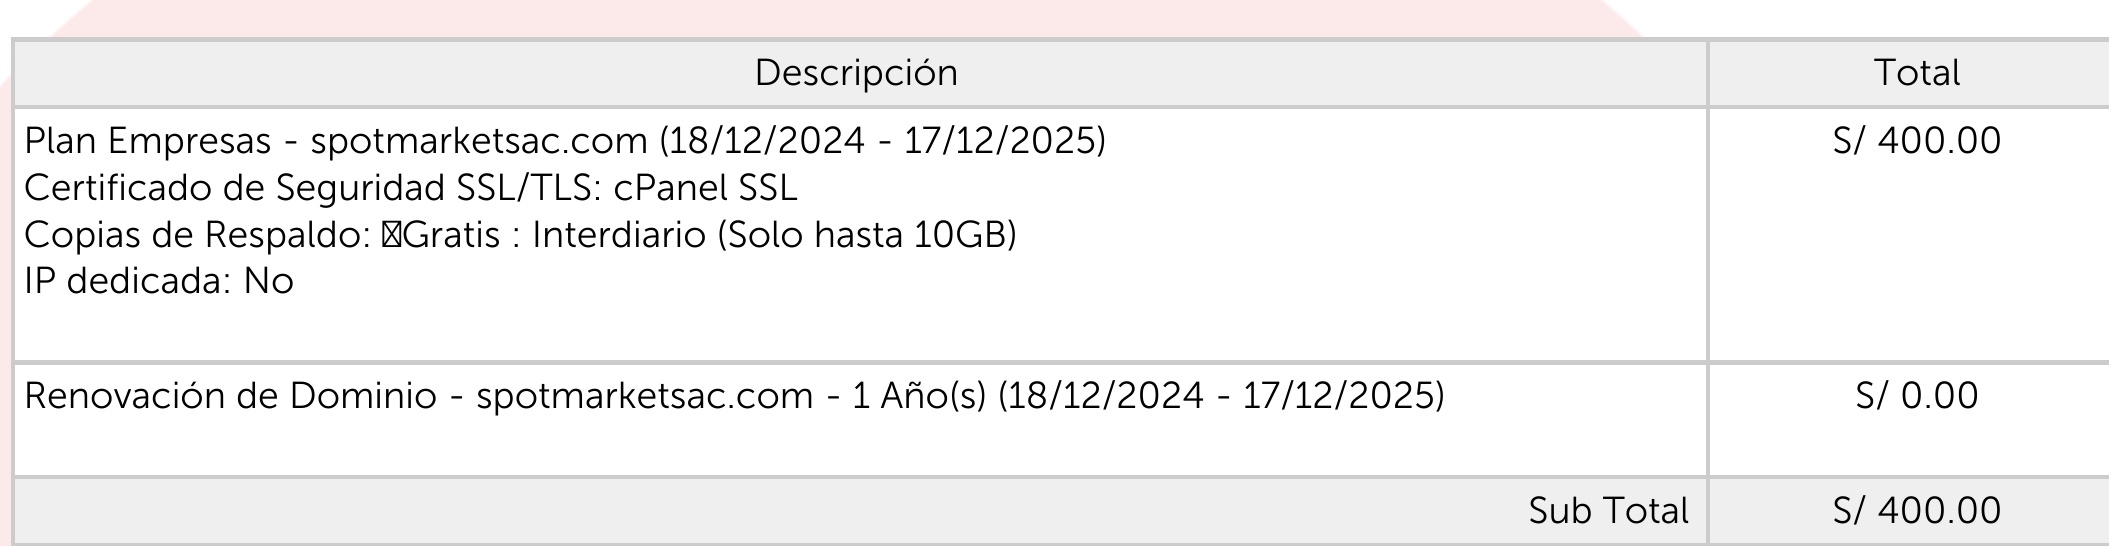 Descripción
Total
Plan Empresas - spotmarketsac.com (18/12/2024 - 17/12/2025)
S/ 400.00
Certificado de Seguridad SSL/TLS: cPanel SSL
Copias de Respaldo: Gratis : Interdiario (Solo hasta 10GB)
IP dedicada: No
Renovación de Dominio - spotmarketsac.com - 1 Año(s) (18/12/2024 - 17/12/2025)
S/ 0.00
Sub Total
S/ 400.00